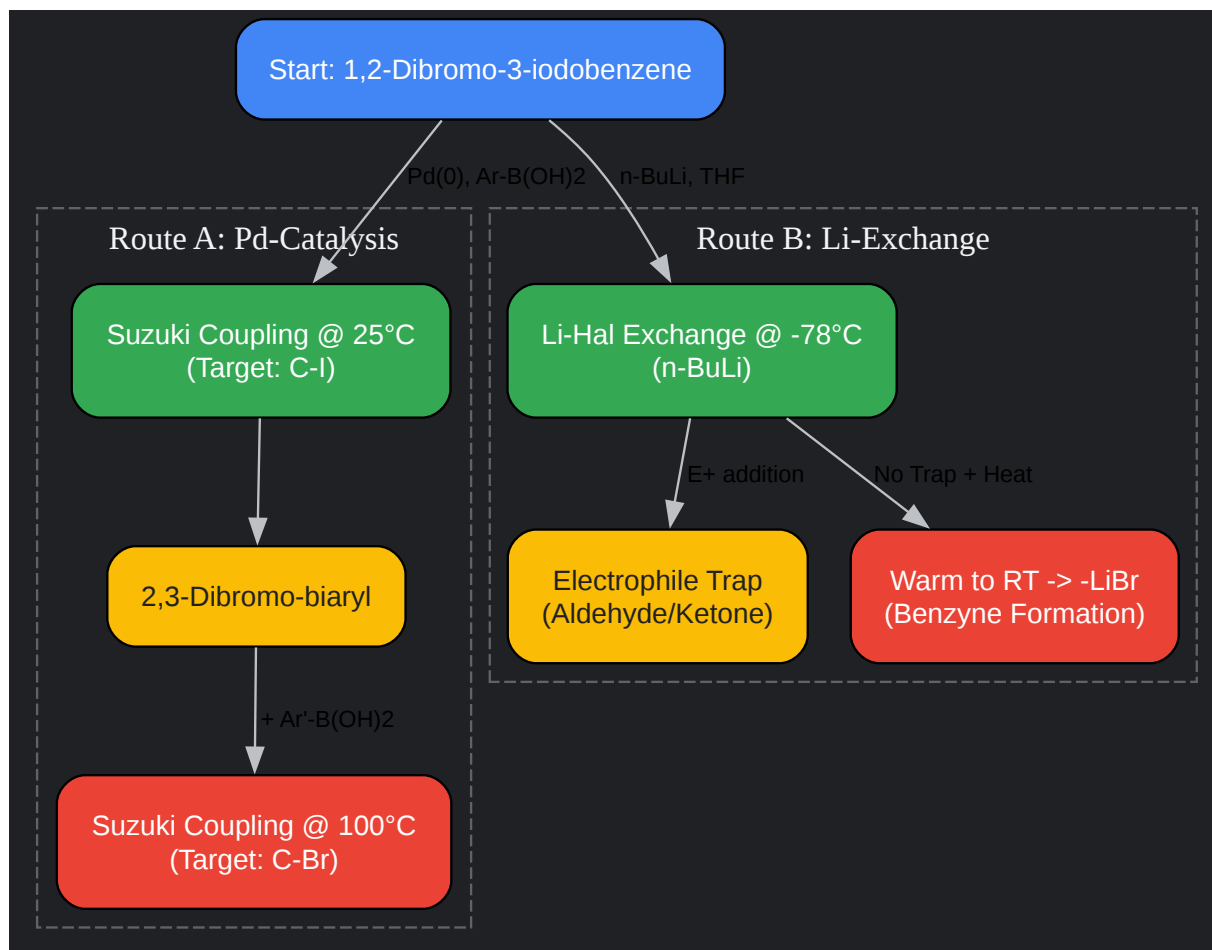 Start: 1,2-Dibromo-3-iodobenzene
Pd(0), Ar-B(OH)2
n-BuLi, THF
Route A: Pd-Catalysis
Route B: Li-Exchange
Suzuki Coupling @ 25°C
(Target: C-I)
Li-Hal Exchange @ -78°C
(n-BuLi)
E+ addition
No Trap + Heat
2,3-Dibromo-biaryl
Electrophile Trap
(Aldehyde/Ketone)
Warm to RT -> -LiBr
(Benzyne Formation)
+ Ar'-B(OH)2
Suzuki Coupling @ 100°C
(Target: C-Br)